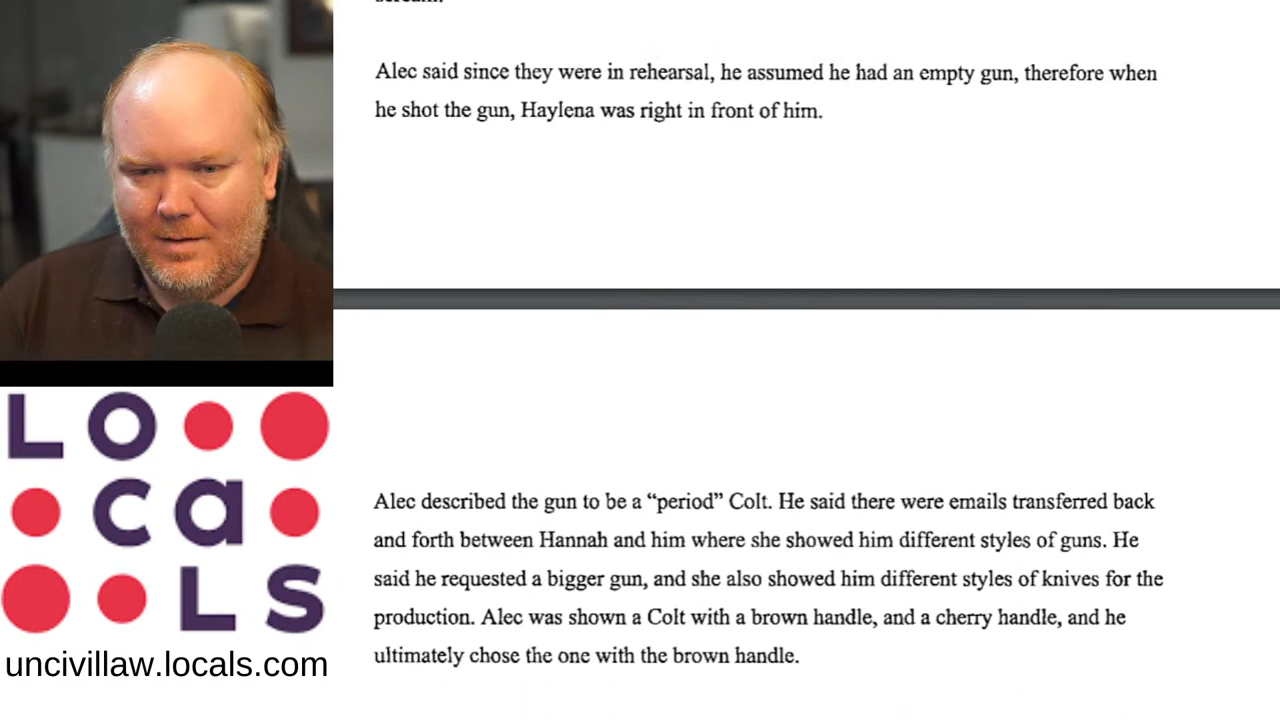 scream.
Alec said since they were in rehearsal, he assumed he had an empty gun, therefore when
he shot the gun, Haylena was right in front of him.
LO
ca
LS
uncivillaw.locals.com
Alec described the gun to be a “period” Colt. He said there were emails transferred back
and forth between Hannah and him where she showed him different styles of guns. He
said he requested a bigger gun, and she also showed him different styles of knives for the
production. Alec was shown a Colt with a brown handle, and a cherry handle, and he
ultimately chose the one with the brown handle.